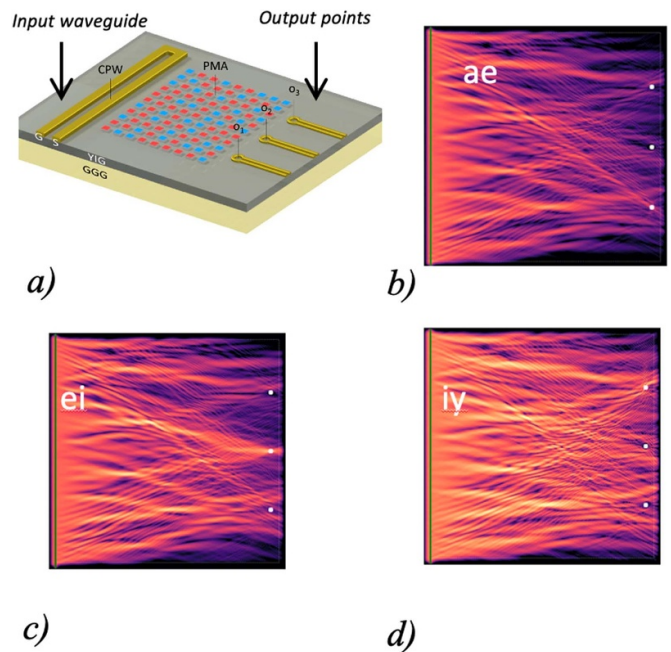 Input waveguide
Output points
CPW
PMA
O₃
O₂
O₁
G S
YIG
GGG
a)
ae
b)
ei
c)
iy
d)